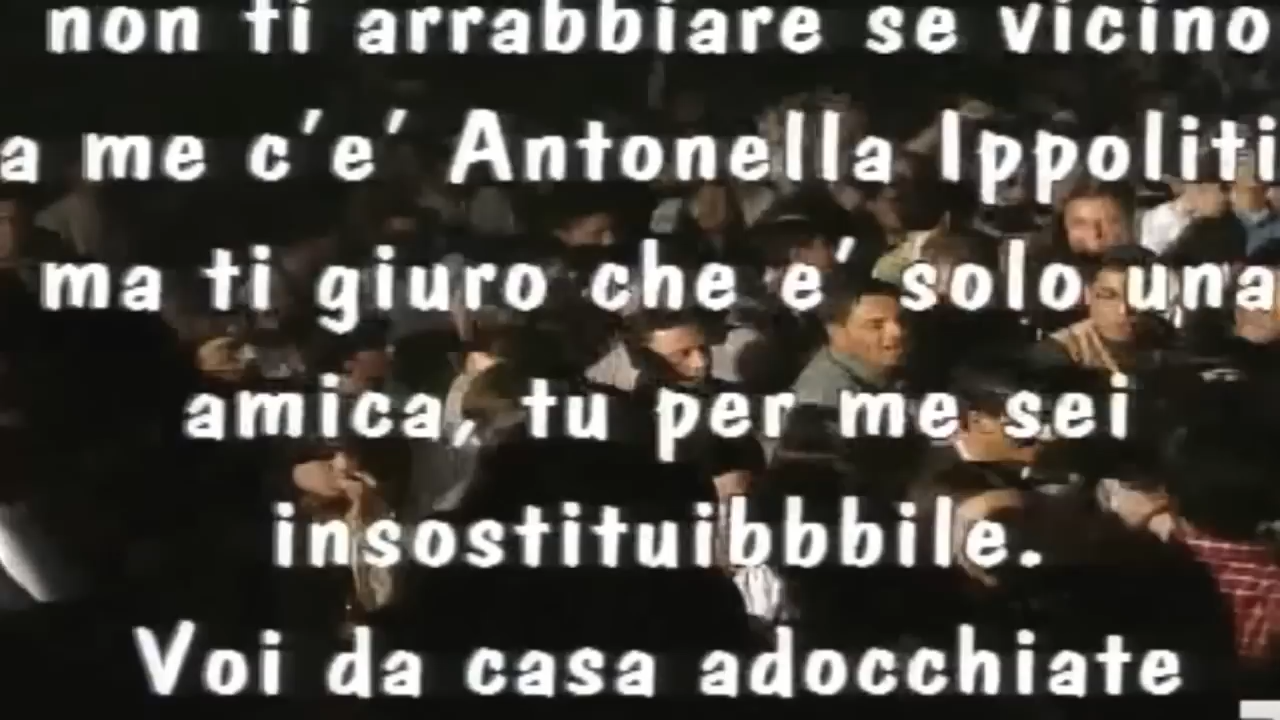 non ti arrabbiare se vicino
a me c'e' Antonella Ippoliti
ma ti giuro che e' solo una
amica, tu per me sei
insostituibbbile.
Voi da casa adocchiate